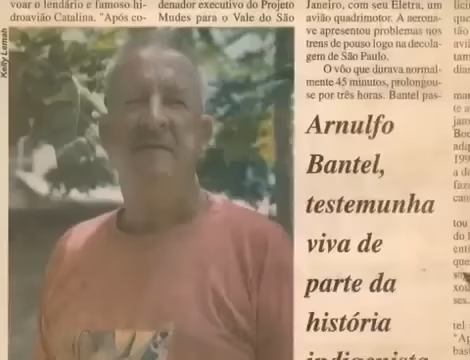 voar o lendário e famoso hi-
droavião Catalina. "Após co-
denador executivo do Projeto
Mudes para o Vale do São
Kelly Lemah
Janeiro, com seu Eletra, um
avião quadrimotor. A aerona-
ve apresentou problemas nos
trens de pouso logo na decola-
gem de São Paulo.
O vôo que durava normal-
mente 45 minutos, prolongou-
se por três horas. Bantel pas-
Arnulfo
Bantel,
testemunha
viva de
parte da
história
indigenista